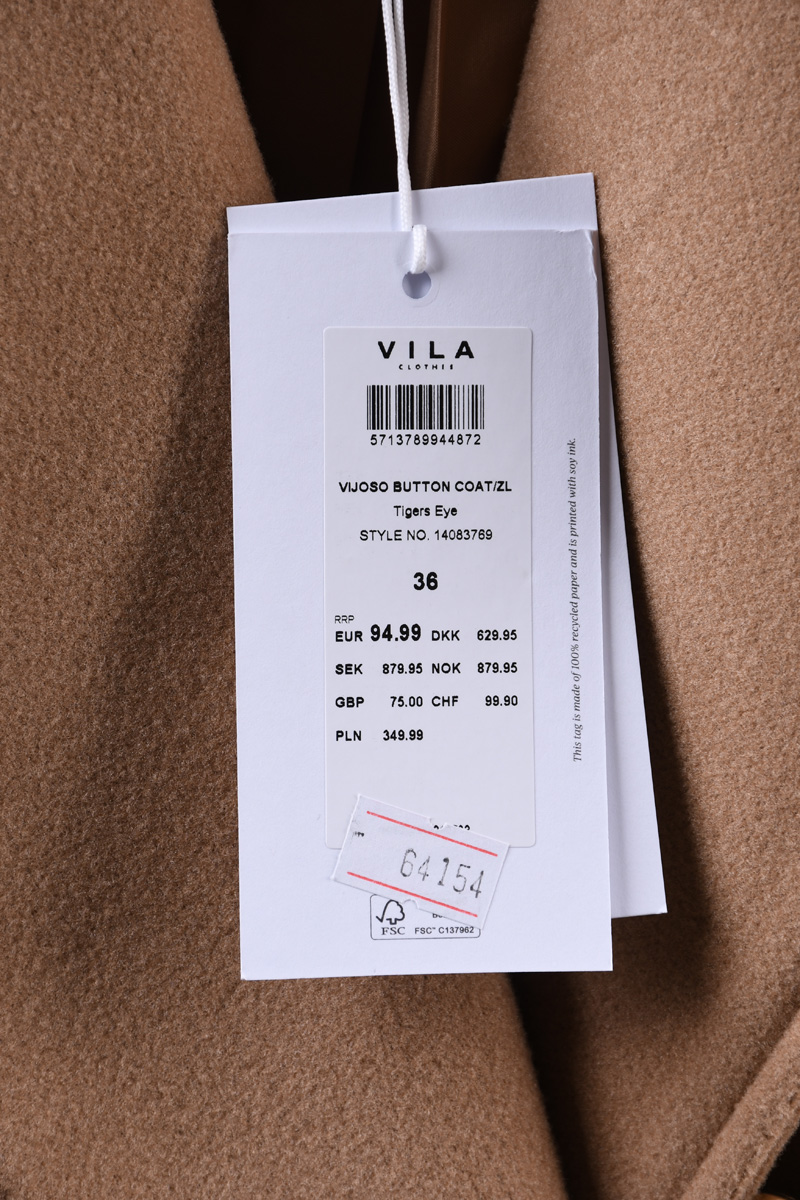 VILA
CLOTHES
5713789944872
VIJOSO BUTTON COAT/ZL
Tigers Eye
STYLE NO. 14083769
36
RRP
EUR 94.99 DKK 629.95
SEK 879.95 NOK 879.95
GBP 75.00 CHF 99.90
PLN 349.99
64154
FSC
FSC™ C137962
This tag is made of 100% recycled paper and is printed with soy ink.